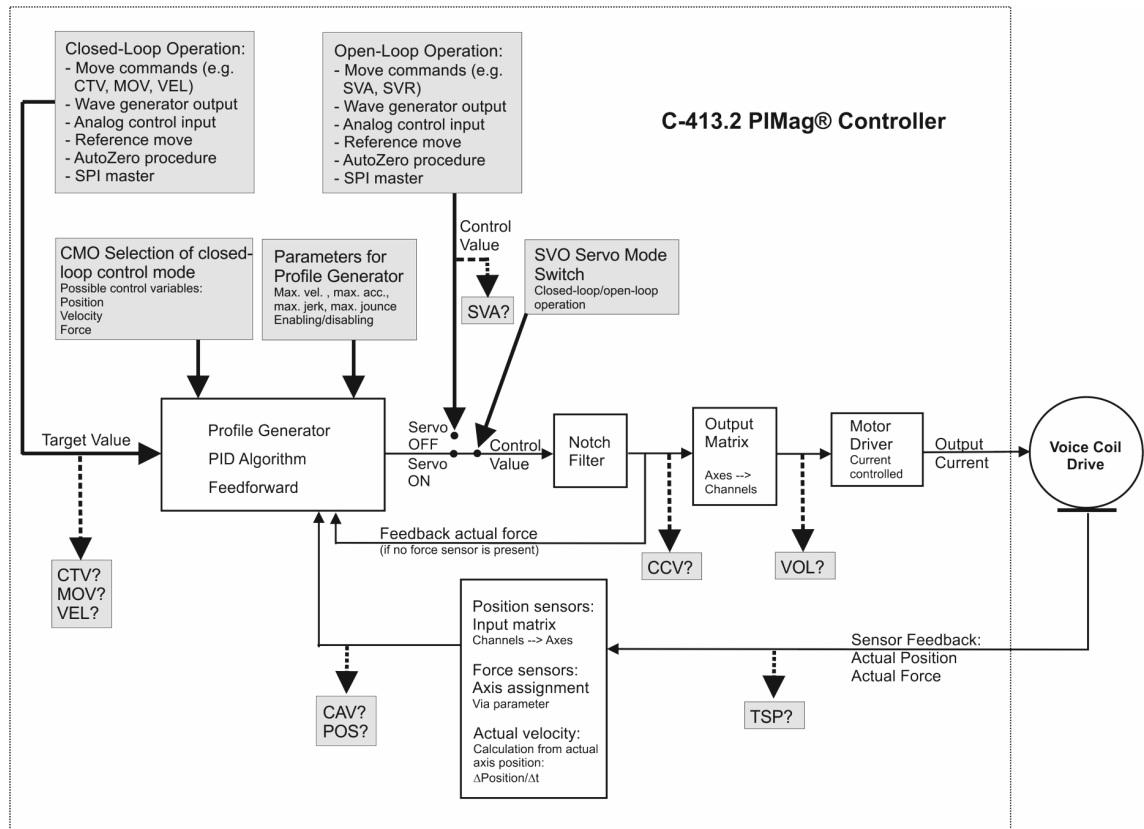 Closed-Loop Operation:
- Move commands (e.g.
CTV, MOV, VEL)
- Wave generator output
- Analog control input
- Reference move
- AutoZero procedure
- SPI master
Open-Loop Operation:
- Move commands (e.g.
SVA, SVR)
- Wave generator output
- Analog control input
- Reference move
- AutoZero procedure
- SPI master
C-413.2 PIMag® Controller
Control
Value
SVA?
CMO Selection of closed-
loop control mode
Possible control variables:
Position
Velocity
Force
Parameters for
Profile Generator
Max. vel. , max. acc.,
max. jerk, max. jounce
Enabling/disabling
SVO Servo Mode
Switch
Closed-loop/open-loop
operation
Target Value
Profile Generator
PID Algorithm
Feedforward
Servo
OFF
Servo
ON
Control
Value
Notch
Filter
Output
Matrix
Axes -->
Channels
Motor
Driver
Current
controlled
Output
Current
Voice Coil
Drive
Feedback actual force
(if no force sensor is present)
CTV?
MOV?
VEL?
CCV?
VOL?
Position sensors:
Input matrix
Channels --> Axes
Force sensors:
Axis assignment
Via parameter
Actual velocity:
Calculation from actual
axis position:
ΔPosition/Δt
Sensor Feedback:
Actual Position
Actual Force
CAV?
POS?
TSP?